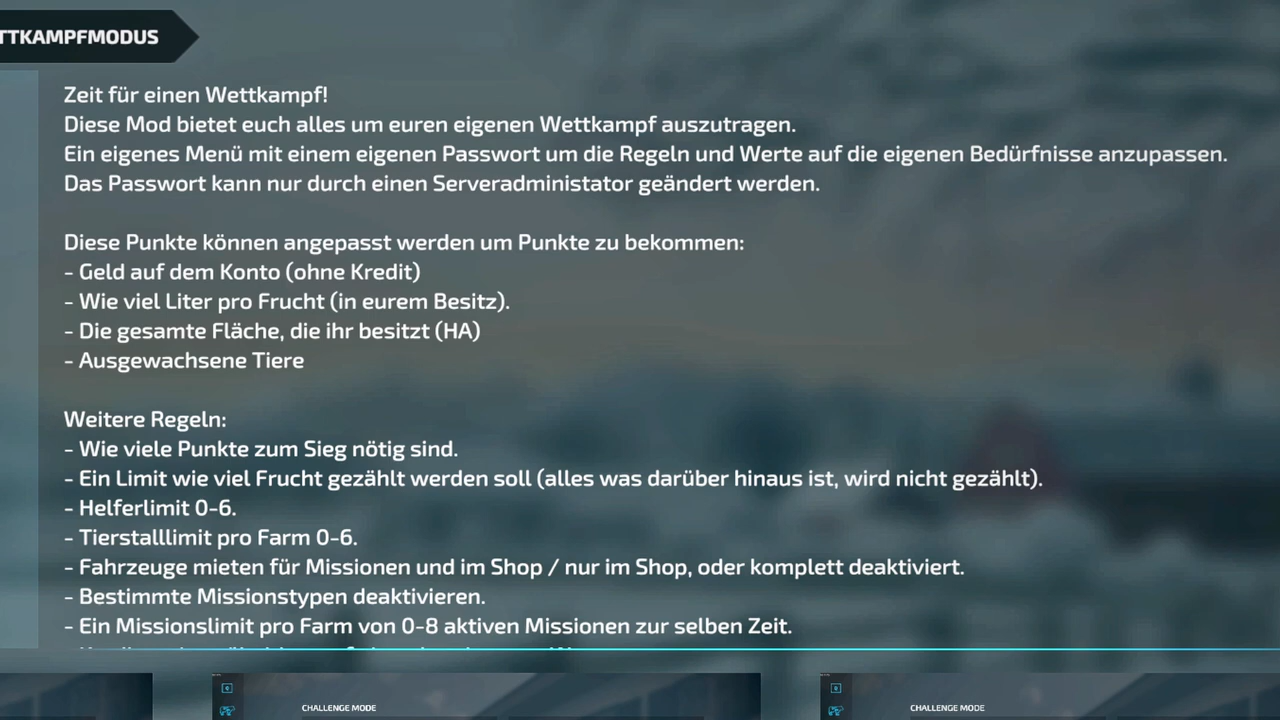 TTKAMPFMODUS
Zeit für einen Wettkampf!
Diese Mod bietet euch alles um euren eigenen Wettkampf auszutragen.
Ein eigenes Menü mit einem eigenen Passwort um die Regeln und Werte auf die eigenen Bedürfnisse anzupassen.
Das Passwort kann nur durch einen Serveradministator geändert werden.
Diese Punkte können angepasst werden um Punkte zu bekommen:
- Geld auf dem Konto (ohne Kredit)
- Wie viel Liter pro Frucht (in eurem Besitz).
- Die gesamte Fläche, die ihr besitzt (HA)
- Ausgewachsene Tiere
Weitere Regeln:
- Wie viele Punkte zum Sieg nötig sind.
- Ein Limit wie viel Frucht gezählt werden soll (alles was darüber hinaus ist, wird nicht gezählt).
- Helferlimit 0-6.
- Tierstalllimit pro Farm 0-6.
- Fahrzeuge mieten für Missionen und im Shop / nur im Shop, oder komplett deaktiviert.
- Bestimmte Missionstypen deaktivieren.
- Ein Missionslimit pro Farm von 0-8 aktiven Missionen zur selben Zeit.
CHALLENGE MODE
CHALLENGE MODE